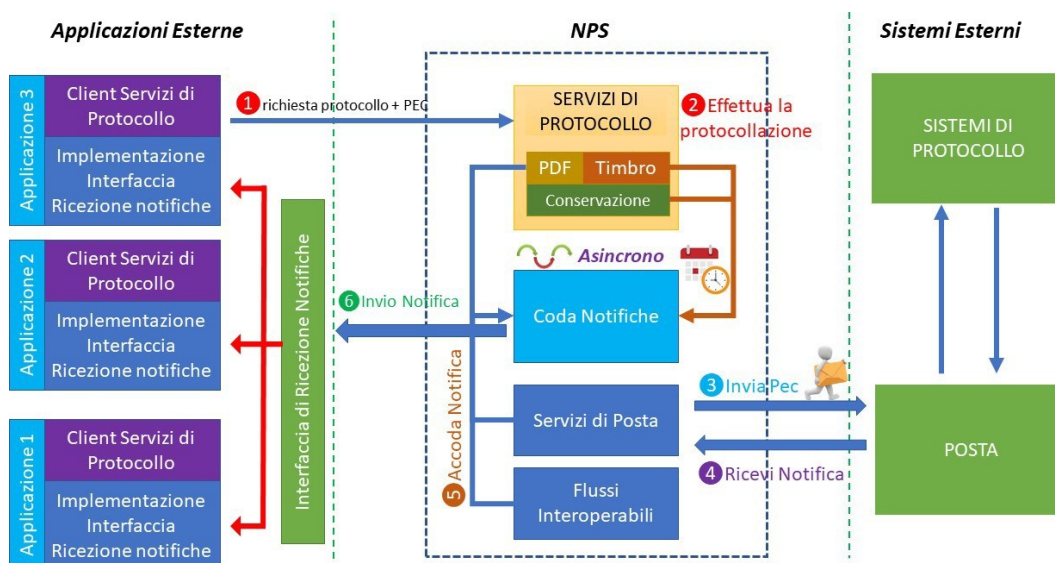 Applicazioni Esterne
NPS
Sistemi Esterni
Applicazione 3
Client Servizi di
Protocollo
Implementazione
Interfaccia
Ricezione notifiche
Applicazione 2
Client Servizi di
Protocollo
Implementazione
Interfaccia
Ricezione notifiche
Applicazione 1
Client Servizi di
Protocollo
Implementazione
Interfaccia
Ricezione notifiche
Interfaccia di Ricezione Notifiche
1 richiesta protocollo + PEC
SERVIZI DI
PROTOCOLLO
PDF
Timbro
Conservazione
2 Effettua la
protocollazione
Asincrono
Coda Notifiche
6 Invio Notifica
5 Accoda Notifica
Servizi di Posta
Flussi
Interoperabili
3 Invia Pec
4 Ricevi Notifica
SISTEMI DI
PROTOCOLLO
POSTA